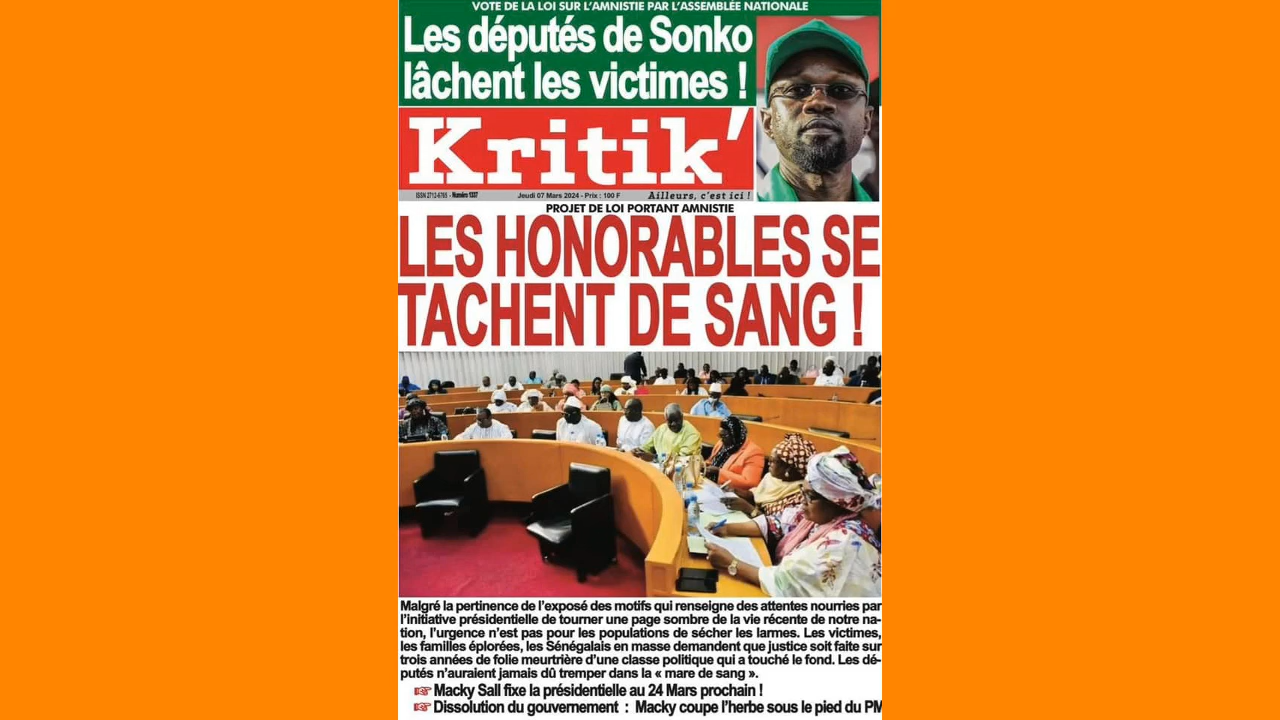 VOTE DE LA LOI SUR L'AMNISTIE PAR L'ASSEMBLÉE NATIONALE
Les députés de Sonko
lâchent les victimes !
Kritik'
ISSN 2712-6765 - Numéro 1337
Jeudi 07 Mars 2024 - Prix : 100 F
Ailleurs, c'est ici !
PROJET DE LOI PORTANT AMNISTIE
LES HONORABLES SE
TACHENT DE SANG !
Malgré la pertinence de l'exposé des motifs qui renseigne des attentes nourries par
l'initiative présidentielle de tourner une page sombre de la vie récente de notre na-
tion, l'urgence n'est pas pour les populations de sécher les larmes. Les victimes,
les familles éplorées, les Sénégalais en masse demandent que justice soit faite sur
trois années de folie meurtrière d'une classe politique qui a touché le fond. Les dé-
putés n'auraient jamais dû tremper dans la « mare de sang ».
☞ Macky Sall fixe la présidentielle au 24 Mars prochain !
☞ Dissolution du gouvernement : Macky coupe l'herbe sous le pied du PM